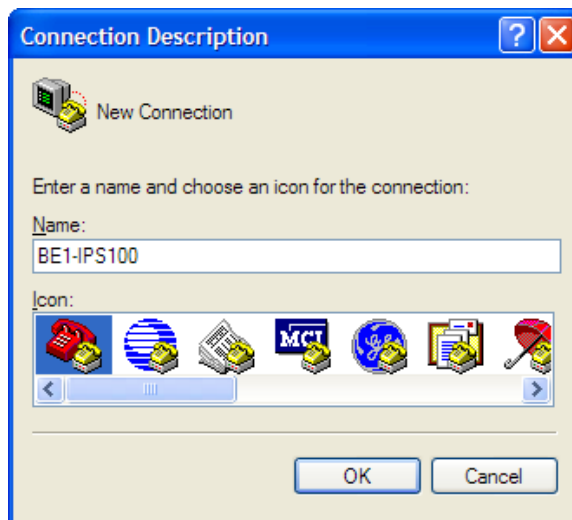 Connection Description
New Connection
Enter a name and choose an icon for the connection:
Name:
BE1-IPS100
Icon:
MCI
OK
Cancel